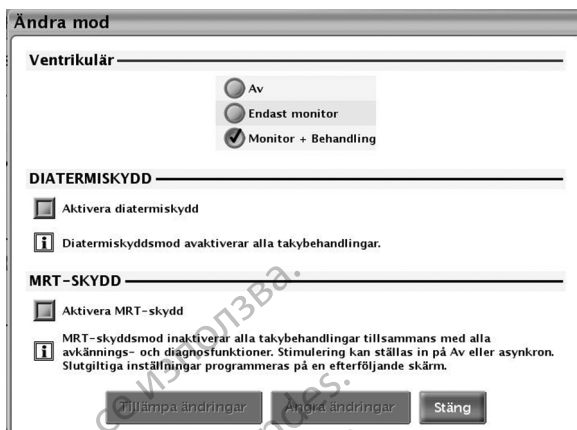 Ändra mod
Ventrikulär
Av
Endast monitor
Monitor + Behandling
DIATERMISKYDD
Aktivera diatermiskydd
i Diatermiskyddsmod avaktiverar alla takybehandlingar.
MRT-SKYDD
Aktivera MRT-skydd
MRT-skyddsmod inaktiverar alla takybehandlingar tillsammans med alla
i avkännings- och diagnosfunktioner. Stimulering kan ställas in på Av eller asynkron.
Slutgiltiga inställningar programmeras på en efterföljande skärm.
Tillämpa ändringar Ångra ändringar Stäng
се използва.